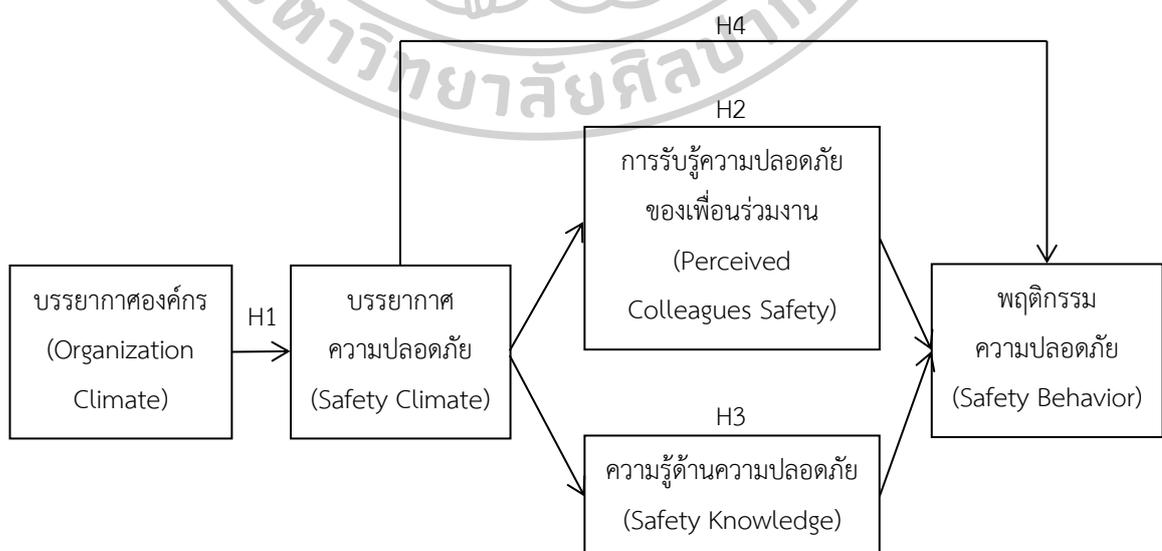 H4
H2
การรับรู้ความปลอดภัย
ของเพื่อนร่วมงาน
(Perceived
Colleagues Safety)
บรรยากาศองค์กร
(Organization
Climate)
H1
บรรยากาศ
ความปลอดภัย
(Safety Climate)
พฤติกรรม
ความปลอดภัย
(Safety Behavior)
H3
ความรู้ด้านความปลอดภัย
(Safety Knowledge)